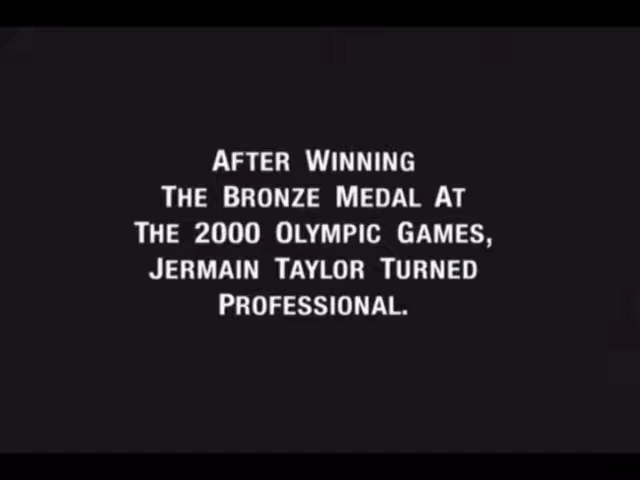 After Winning
The Bronze Medal At
The 2000 Olympic Games,
Jermain Taylor Turned
Professional.